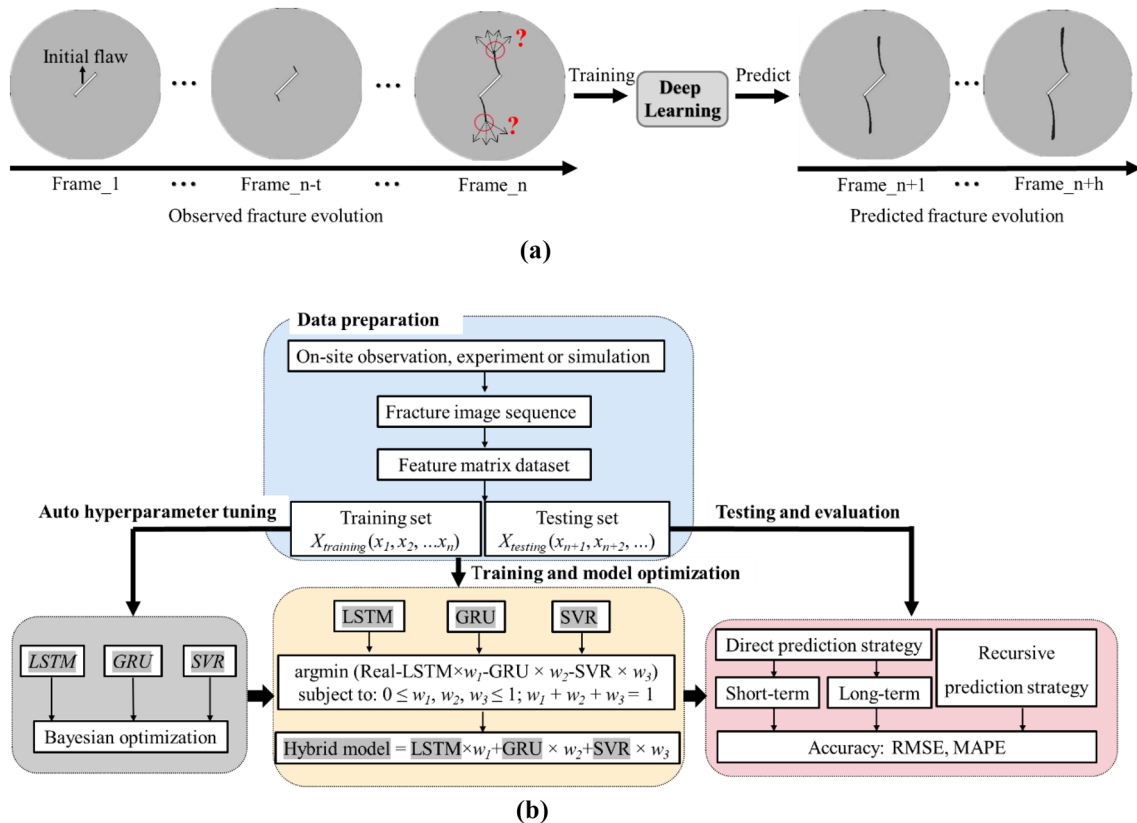 Initial flaw
?
?
Training
Deep
Learning
Predict
Frame_1 ••• Frame_n-t ••• Frame_n
Frame_n+1 ••• Frame_n+h
Observed fracture evolution
Predicted fracture evolution
(a)
Data preparation
On-site observation, experiment or simulation
Fracture image sequence
Feature matrix dataset
Auto hyperparameter tuning
Training set
X_training(x_1, x_2, ...x_n)
Testing set
X_testing(x_{n+1}, x_{n+2}, ...)
Testing and evaluation
Training and model optimization
LSTM GRU SVR
Bayesian optimization
LSTM GRU SVR
argmin (Real-LSTM×w_1-GRU × w_2-SVR × w_3)
subject to: 0 ≤ w_1, w_2, w_3 ≤ 1; w_1 + w_2 + w_3 = 1
Hybrid model = LSTM×w_1+GRU × w_2+SVR × w_3
Direct prediction strategy
Short-term
Long-term
Recursive
prediction strategy
Accuracy: RMSE, MAPE
(b)